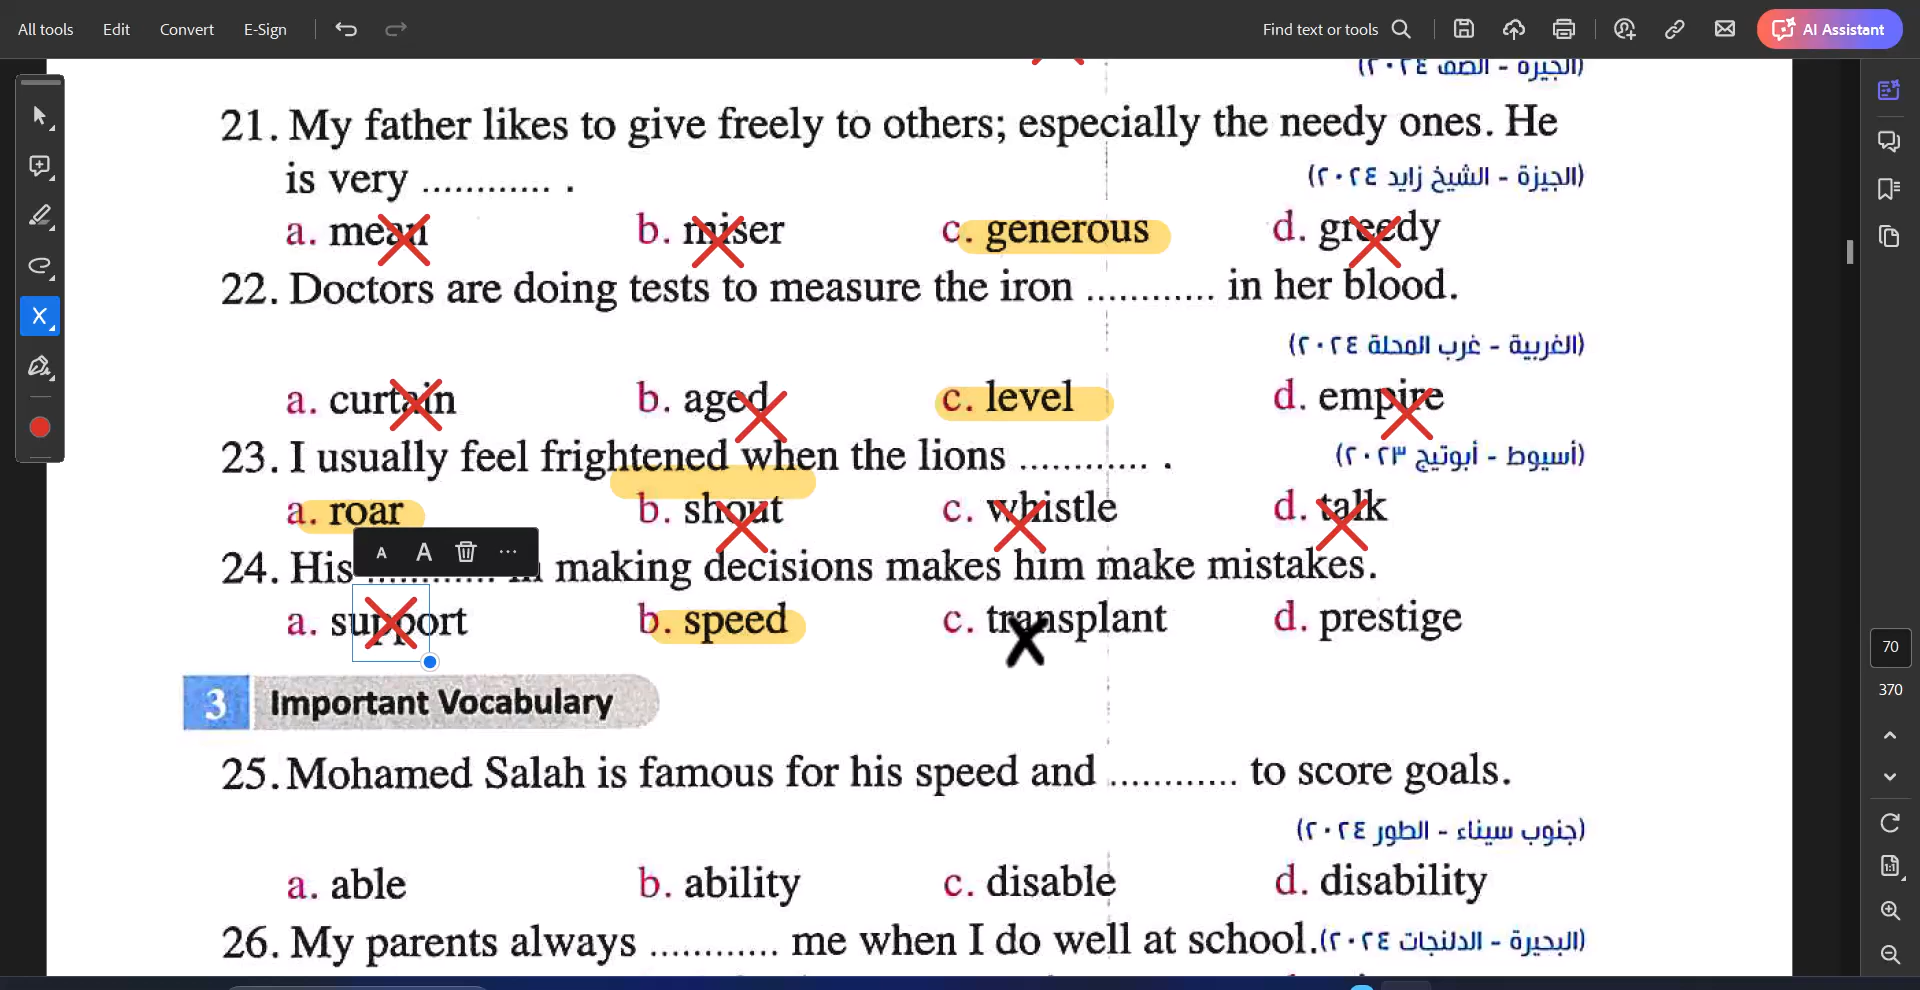 All tools Edit Convert E-Sign Find text or tools AI Assistant
(الجيزة - الصف ٢٠٢٤)
21. My father likes to give freely to others; especially the needy ones. He
is very ............ . (الجيزة - الشيخ زايد ٢٠٢٤)
a. mean b. miser c. generous d. greedy
22. Doctors are doing tests to measure the iron ............ in her blood.
(الغربية - غرب المحلة ٢٠٢٤)
a. curtain b. aged c. level d. empire
23. I usually feel frightened when the lions ............ . (أسيوط - أبوتيج ٢٠٢٣)
a. roar b. shout c. whistle d. talk
A A ...
24. His ............ in making decisions makes him make mistakes.
a. support b. speed c. transplant d. prestige
70
370
3 Important Vocabulary
25. Mohamed Salah is famous for his speed and ............ to score goals.
(جنوب سيناء - الطور ٢٠٢٤)
a. able b. ability c. disable d. disability
26. My parents always ............ me when I do well at school. (البحيرة - الدلنجات ٢٠٢٤)